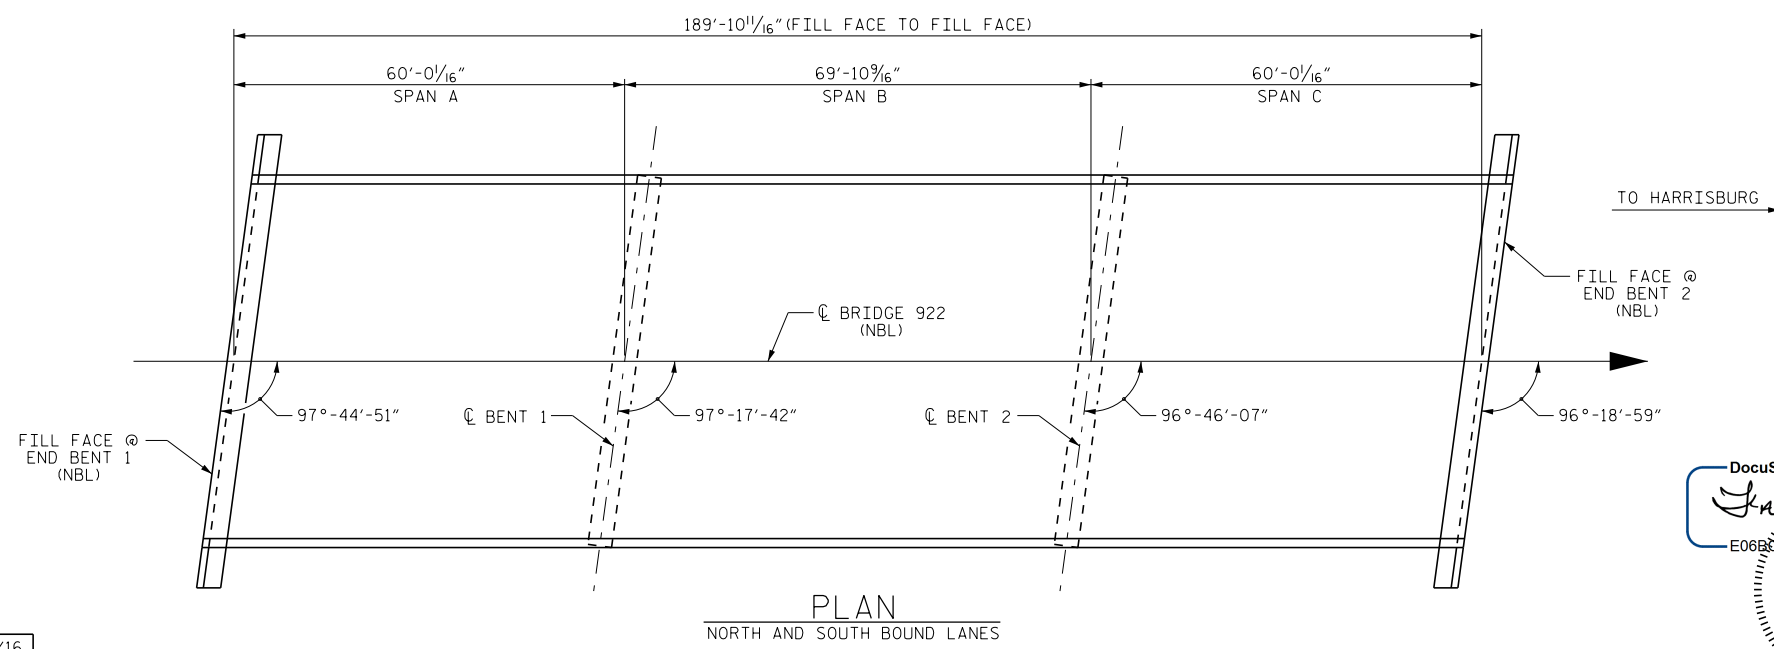 189'-10 11/16" (FILL FACE TO FILL FACE)
60'-0 1/16"
SPAN A
69'-10 9/16"
SPAN B
60'-0 1/16"
SPAN C
TO HARRISBURG
FILL FACE @
END BENT 2
(NBL)
℄ BRIDGE 922
(NBL)
97°-44'-51"
℄ BENT 1
97°-17'-42"
℄ BENT 2
96°-46'-07"
96°-18'-59"
FILL FACE @
END BENT 1
(NBL)
DocuS
PLAN
NORTH AND SOUTH BOUND LANES